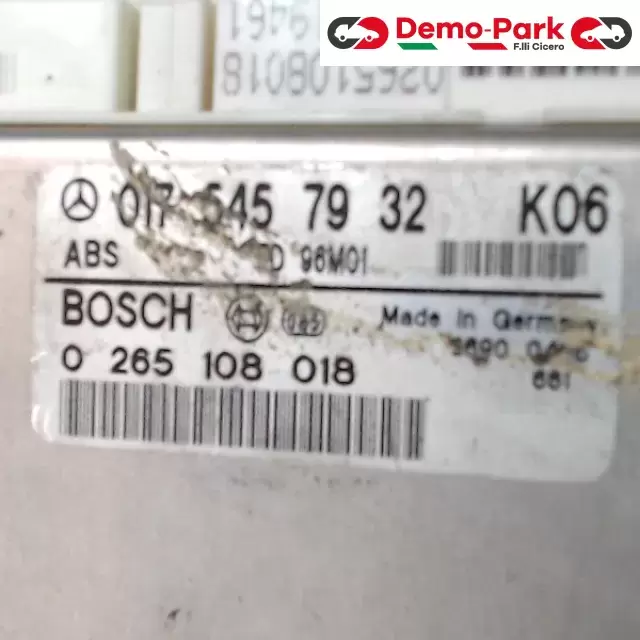 Demo-Park
F.lli Cicero
9461
0265108018
017 545 79 32 K06
ABS D 96M01
BOSCH Made in Germany
0 265 108 018 661